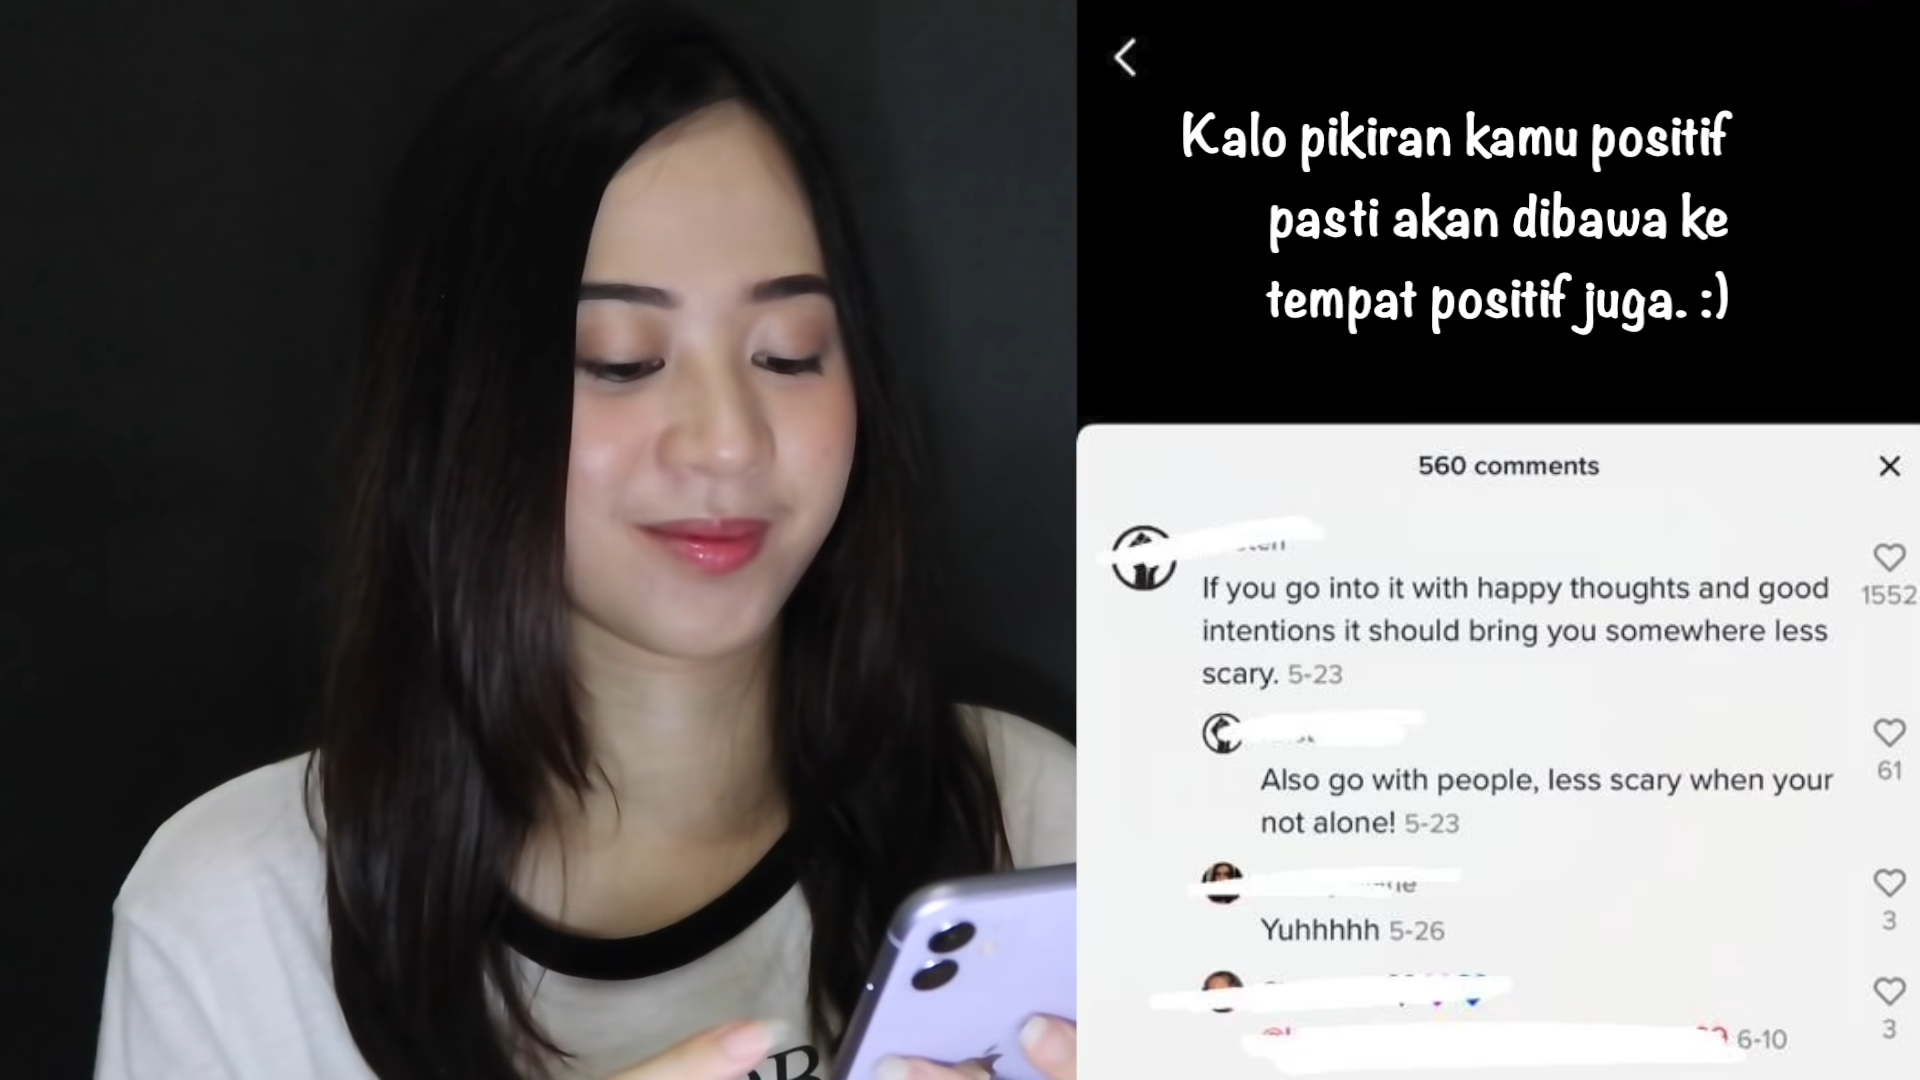 Kalo pikiran kamu positif
pasti akan dibawa ke
tempat positif juga. :)
560 comments
If you go into it with happy thoughts and good
intentions it should bring you somewhere less
scary. 5-23
1552
Also go with people, less scary when your
not alone! 5-23
61
Yuhhhhh 5-26
3
6-10
3